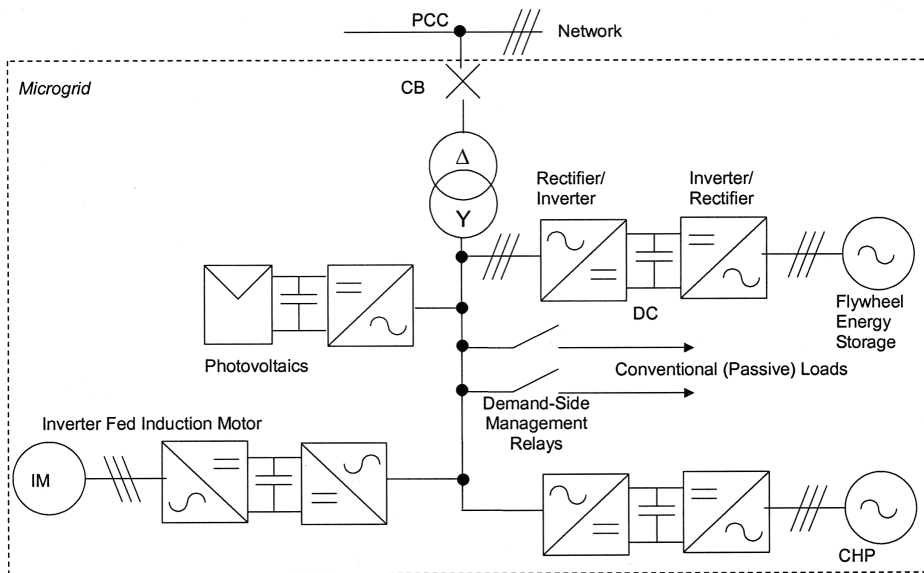 PCC
Network
Microgrid
CB
Δ
Y
Rectifier/
Inverter
Inverter/
Rectifier
DC
Flywheel
Energy
Storage
Photovoltaics
Conventional (Passive) Loads
Demand-Side
Management
Relays
Inverter Fed Induction Motor
IM
CHP